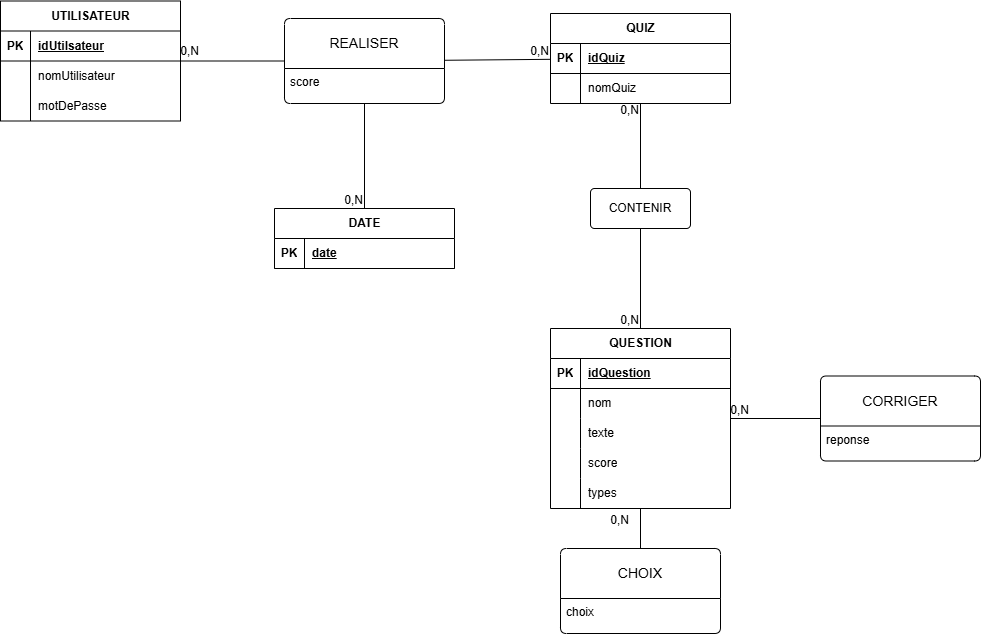 UTILISATEUR
PK idUtilsateur
nomUtilisateur
motDePasse
0,N
REALISER
score
0,N
QUIZ
PK idQuiz
nomQuiz
0,N
0,N
DATE
PK date
CONTENIR
0,N
QUESTION
PK idQuestion
nom
texte
score
types
0,N
CORRIGER
reponse
0,N
CHOIX
choix